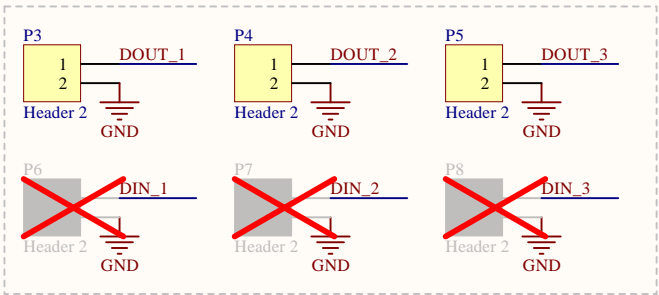 P3
DOUT_1
1
2
Header 2
GND
P4
DOUT_2
1
2
Header 2
GND
P5
DOUT_3
1
2
Header 2
GND
P6
DIN_1
Header 2
GND
P7
DIN_2
Header 2
GND
P8
DIN_3
Header 2
GND